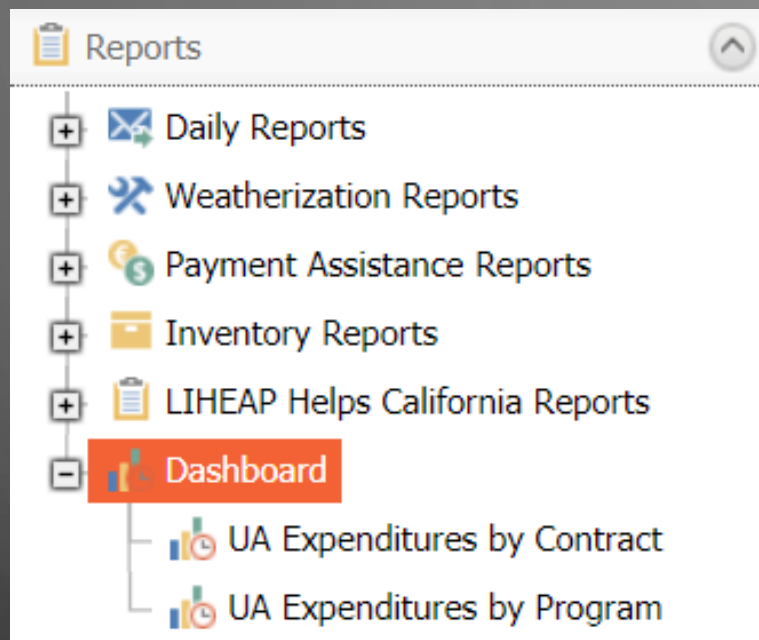 Reports
Daily Reports
Weatherization Reports
Payment Assistance Reports
Inventory Reports
LIHEAP Helps California Reports
Dashboard
UA Expenditures by Contract
UA Expenditures by Program